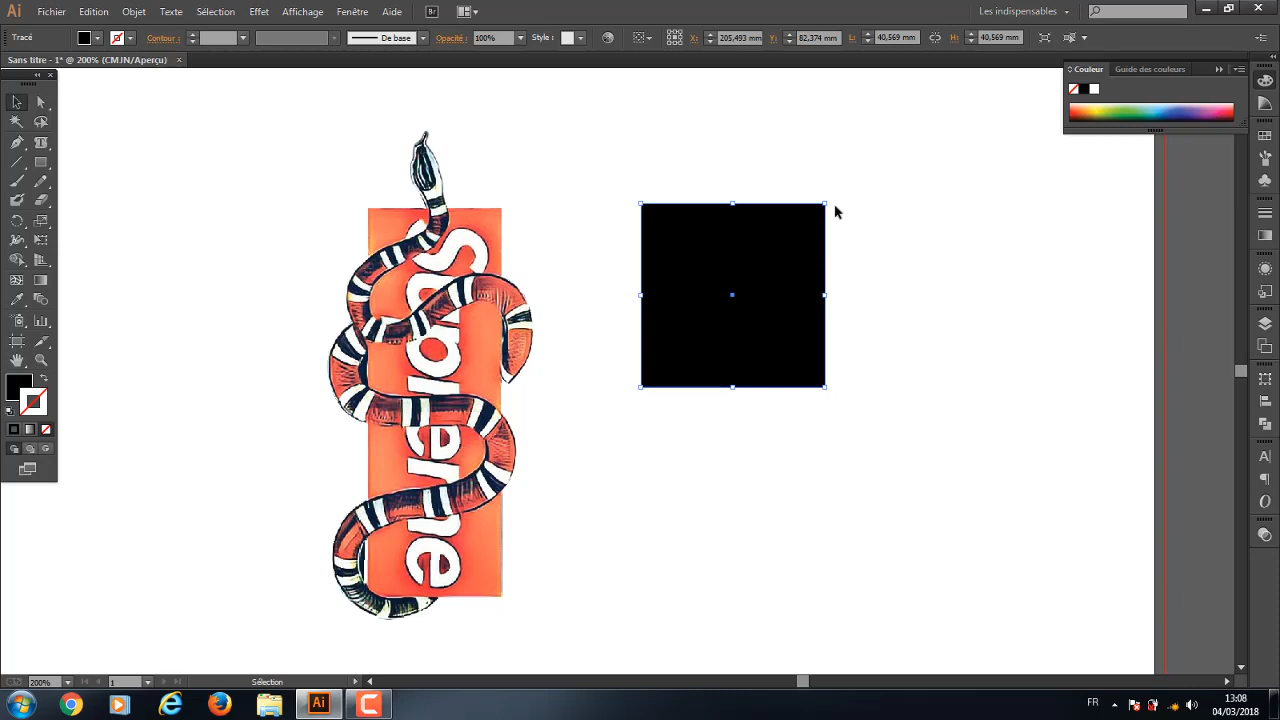 Ai Fichier Edition Objet Texte Sélection Effet Affichage Fenêtre Aide Br Les indispensables
Tracé Contour : De base Opacité : 100% Style : X: 205,493 mm Y: 82,374 mm L: 40,569 mm H: 40,569 mm
Sans titre - 1* @ 200% (CMJN/Aperçu) ×
Couleur Guide des couleurs
Supreme
200% 1 Sélection
Ai FR 13:08
04/03/2018